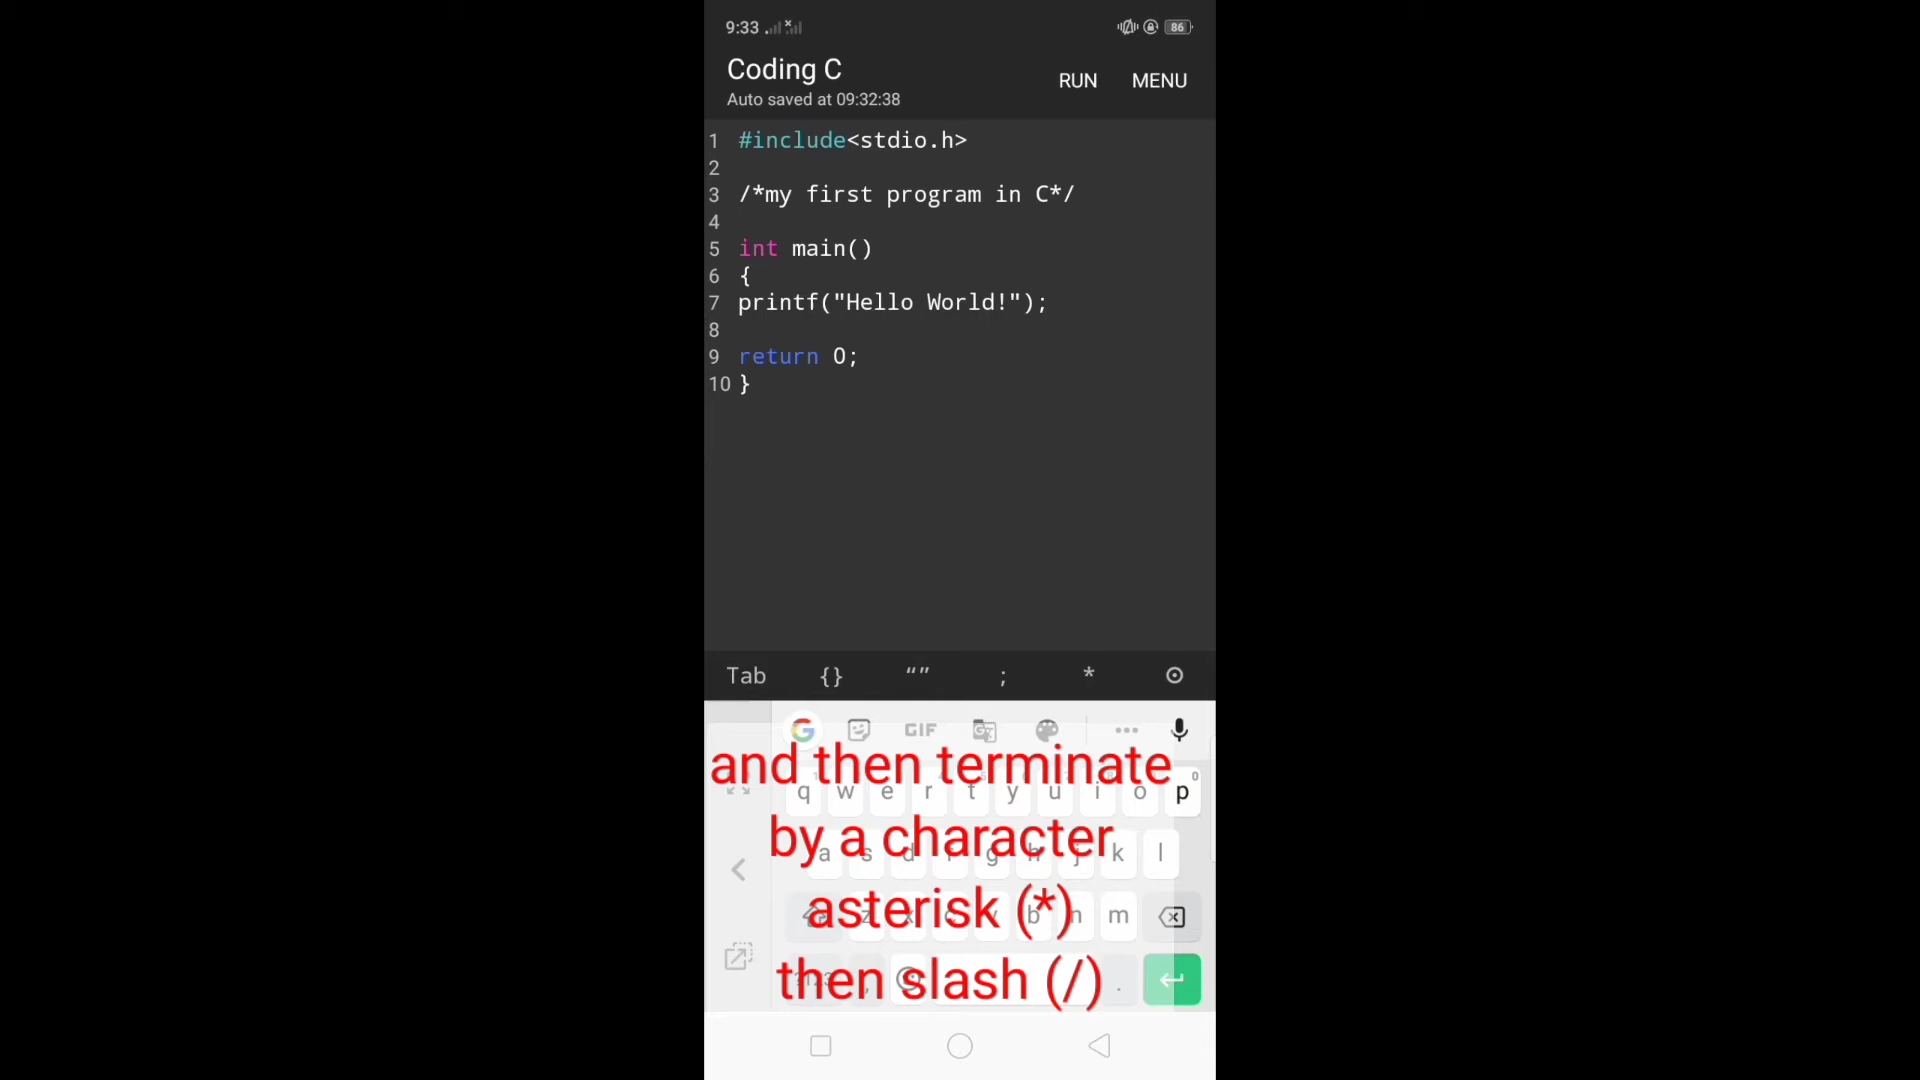 9:33
86
Coding C
RUN
MENU
Auto saved at 09:32:38
1 #include<stdio.h>
2
3 /*my first program in C*/
4
5 int main()
6 {
7 printf("Hello World!");
8
9 return 0;
10 }
Tab {} “” ; * 
G GIF
and then terminate
q w e r t y u i o p 0
by a character
a s d g h j k l
asterisk (*)
z x c v b n m
then slash (/)
?123 , .